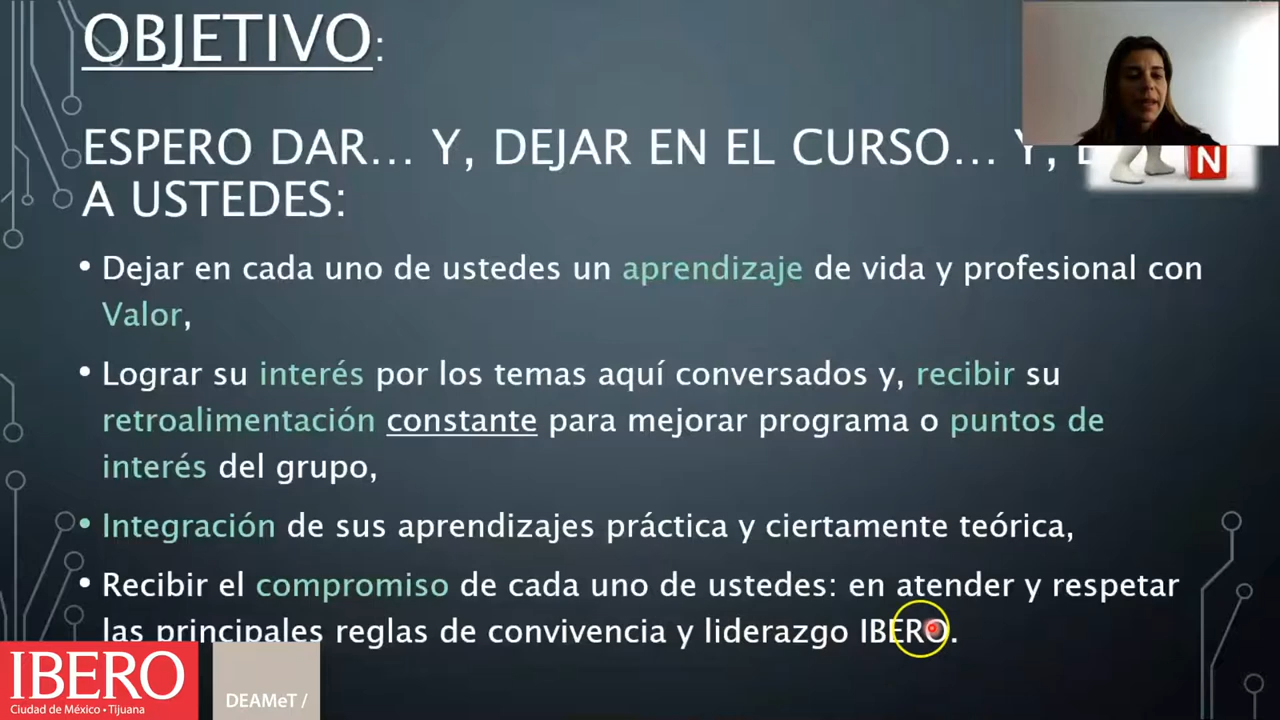 OBJETIVO:
ESPERO DAR... Y, DEJAR EN EL CURSO... Y,
A USTEDES:
N
• Dejar en cada uno de ustedes un aprendizaje de vida y profesional con
Valor,
• Lograr su interés por los temas aquí conversados y, recibir su
retroalimentación constante para mejorar programa o puntos de
interés del grupo,
• Integración de sus aprendizajes práctica y ciertamente teórica,
• Recibir el compromiso de cada uno de ustedes: en atender y respetar
las principales reglas de convivencia y liderazgo IBERO.
IBERO
Ciudad de México • Tijuana
DEAMeT /